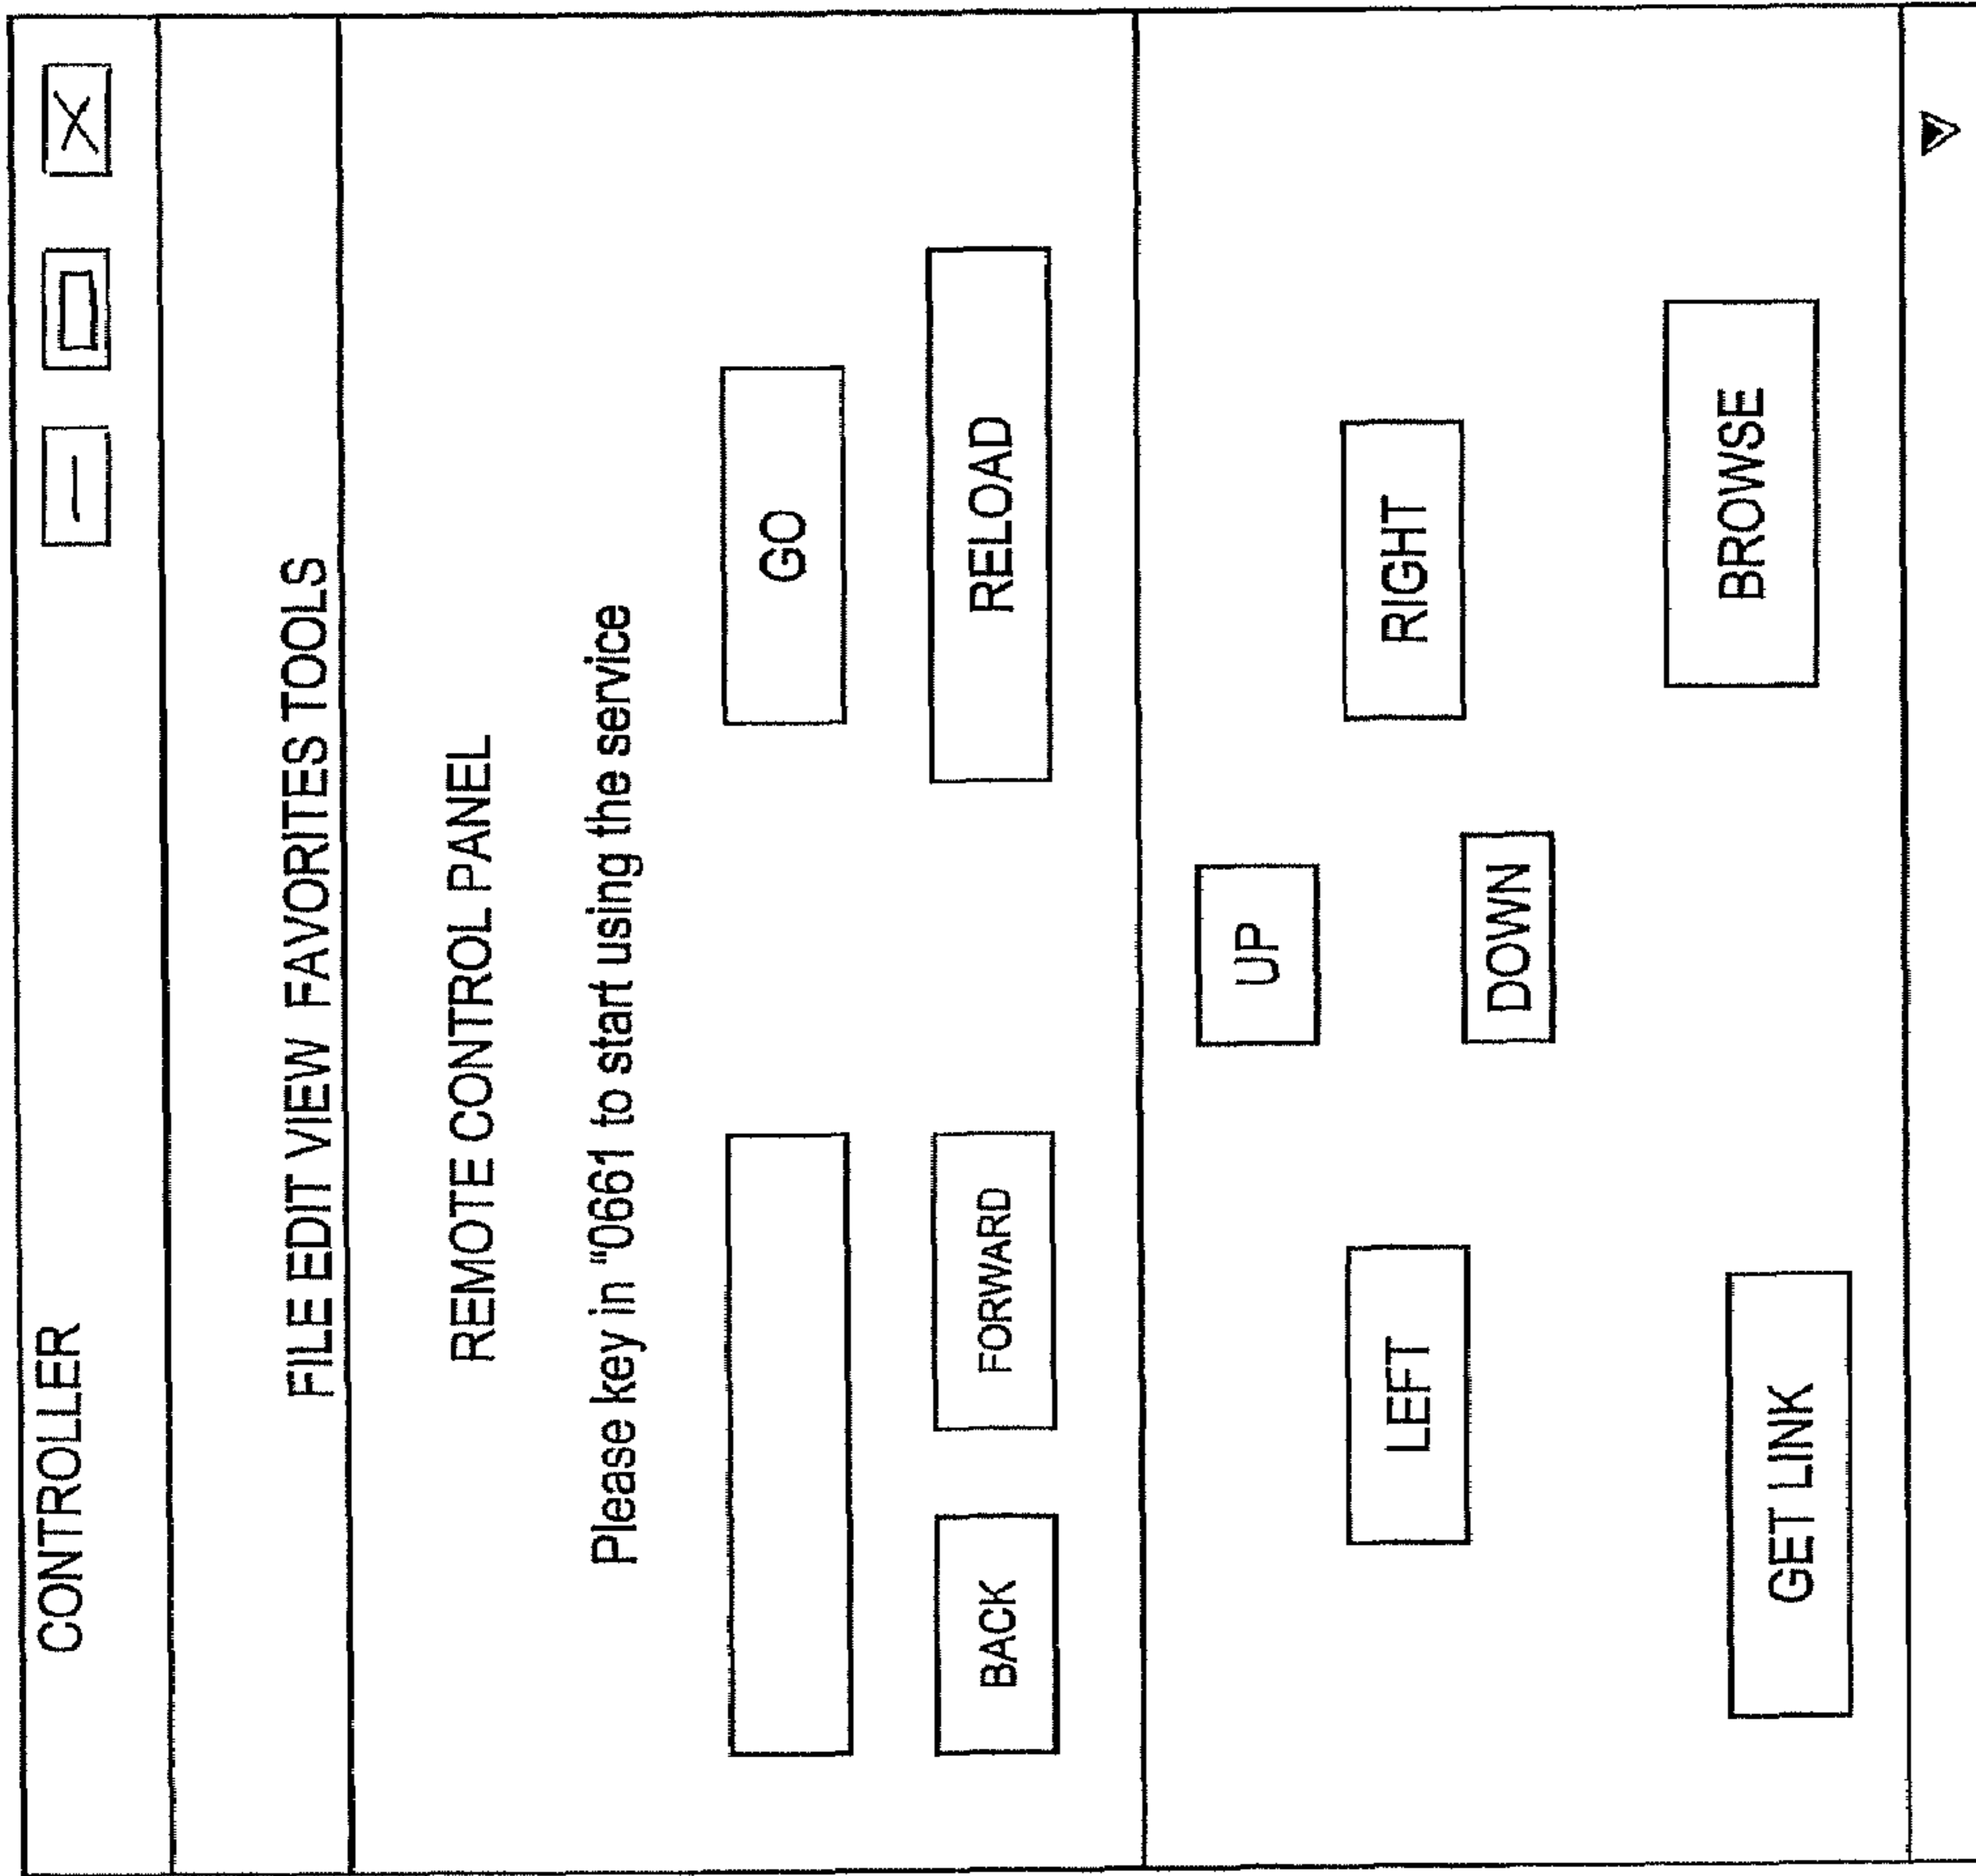 CONTROLLER
FILE EDIT VIEW FAVORITES TOOLS
REMOTE CONTROL PANEL
Please key in "0661 to start using the service
GO
BACK FORWARD RELOAD
UP
LEFT RIGHT
DOWN
GET LINK BROWSE